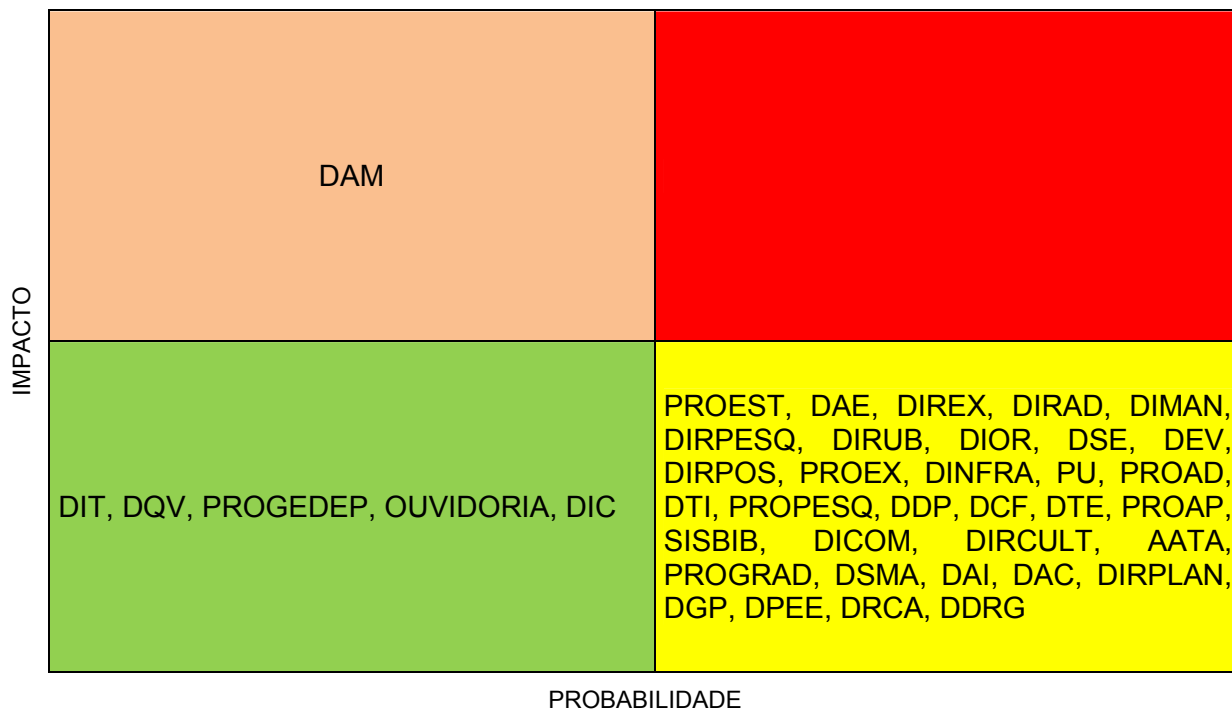 DAM
IMPACTO
DIT, DQV, PROGEDEP, OUVIDORIA, DIC
PROEST, DAE, DIREX, DIRAD, DIMAN,
DIRPESQ, DIRUB, DIOR, DSE, DEV,
DIRPOS, PROEX, DINFRA, PU, PROAD,
DTI, PROPESQ, DDP, DCF, DTE, PROAP,
SISBIB, DICOM, DIRCULT, AATA,
PROGRAD, DSMA, DAI, DAC, DIRPLAN,
DGP, DPEE, DRCA, DDRG
PROBABILIDADE